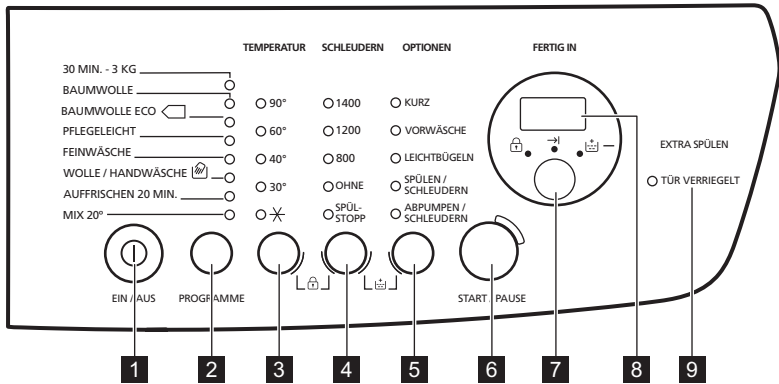 TEMPERATUR SCHLEUDERN OPTIONEN FERTIG IN
30 MIN. - 3 KG
BAUMWOLLE
BAUMWOLLE ECO
PFLEGELEICHT
FEINWÄSCHE
WOLLE / HANDWÄSCHE
AUFFRISCHEN 20 MIN.
MIX 20°
90°
60°
40°
30°
1400
1200
800
OHNE
SPÜL-
STOPP
KURZ
VORWÄSCHE
LEICHTBÜGELN
SPÜLEN /
SCHLEUDERN
ABPUMPEN /
SCHLEUDERN
EXTRA SPÜLEN
TÜR VERRIEGELT
EIN / AUS
PROGRAMME
START / PAUSE
1 2 3 4 5 6 7 8 9